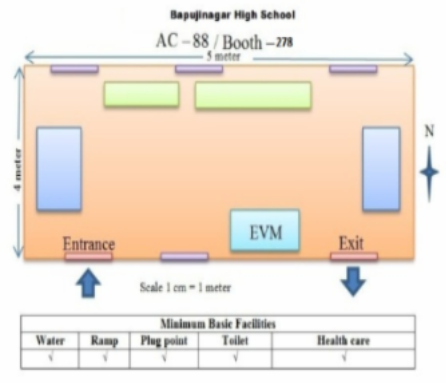 Bapujinagar High School
AC – 88 / Booth – 278
5 meter
4 meter
N
EVM
Entrance
Exit
Scale 1 cm = 1 meter
Minimum Basic Facilities
Water Ramp Plug point Toilet Health care
√ √ √ √ √